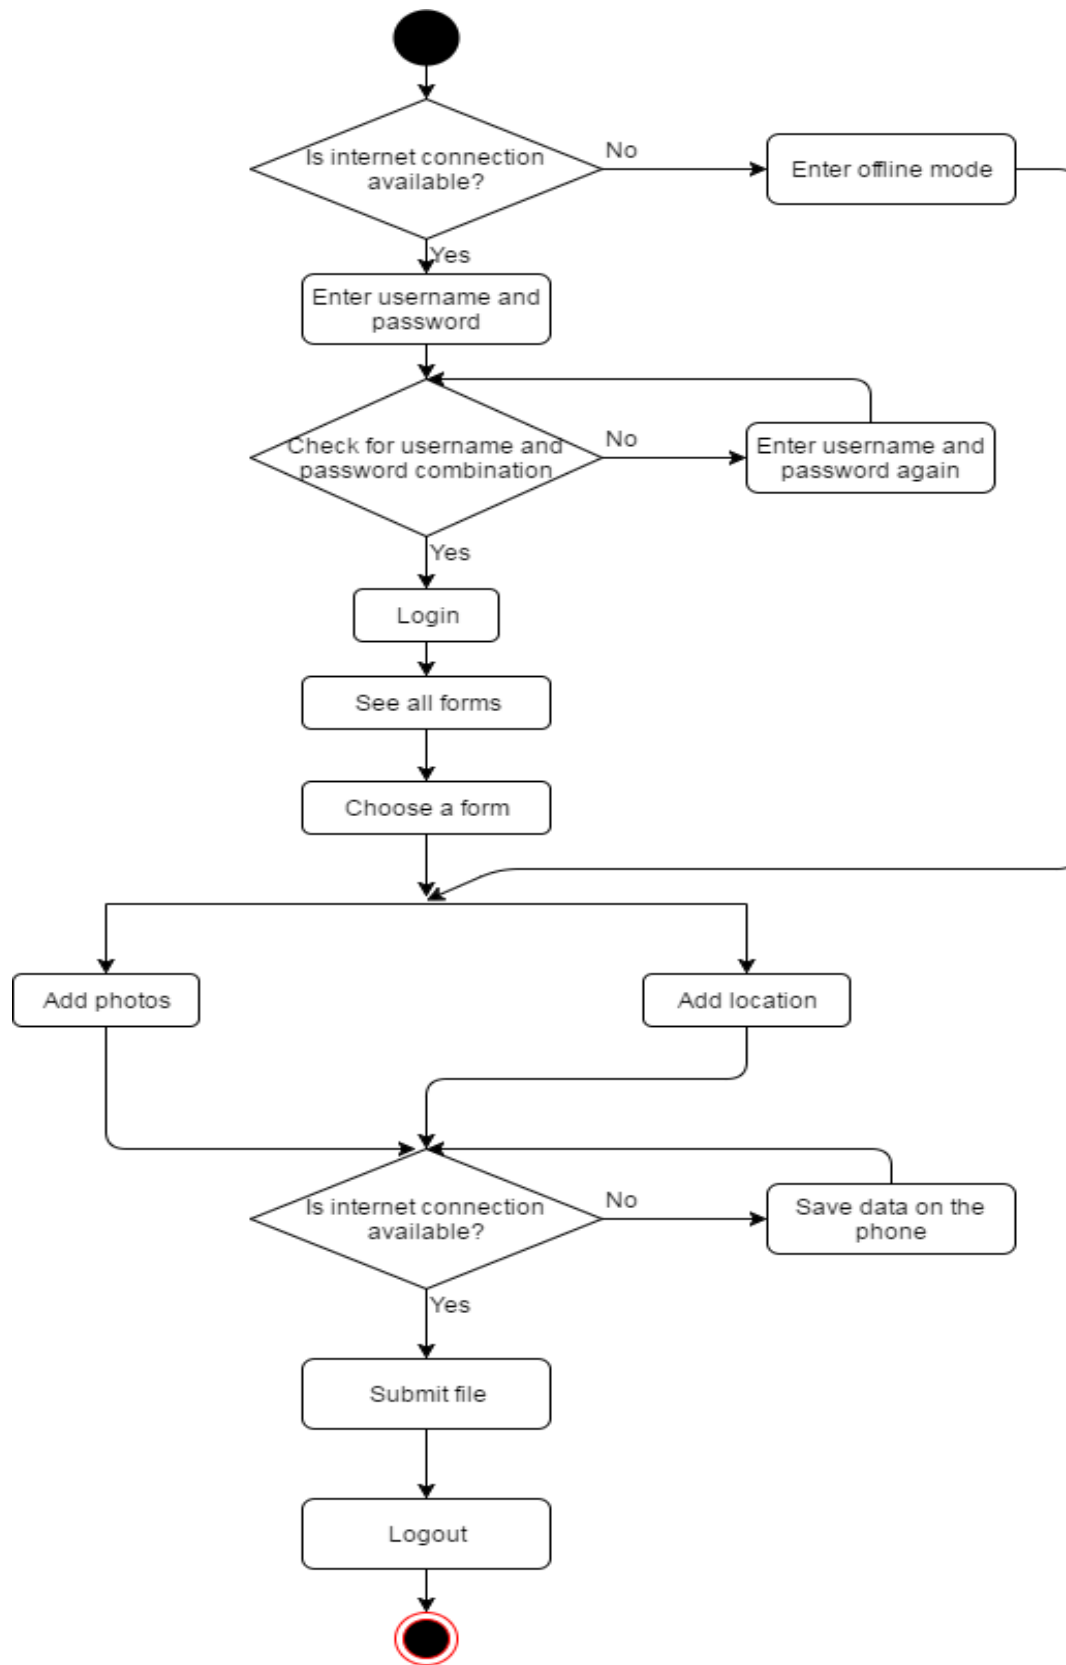 Is internet connection
available?
No
Enter offline mode
Yes
Enter username and
password
Check for username and
password combination
No
Enter username and
password again
Yes
Login
See all forms
Choose a form
Add photos
Add location
Is internet connection
available?
No
Save data on the
phone
Yes
Submit file
Logout